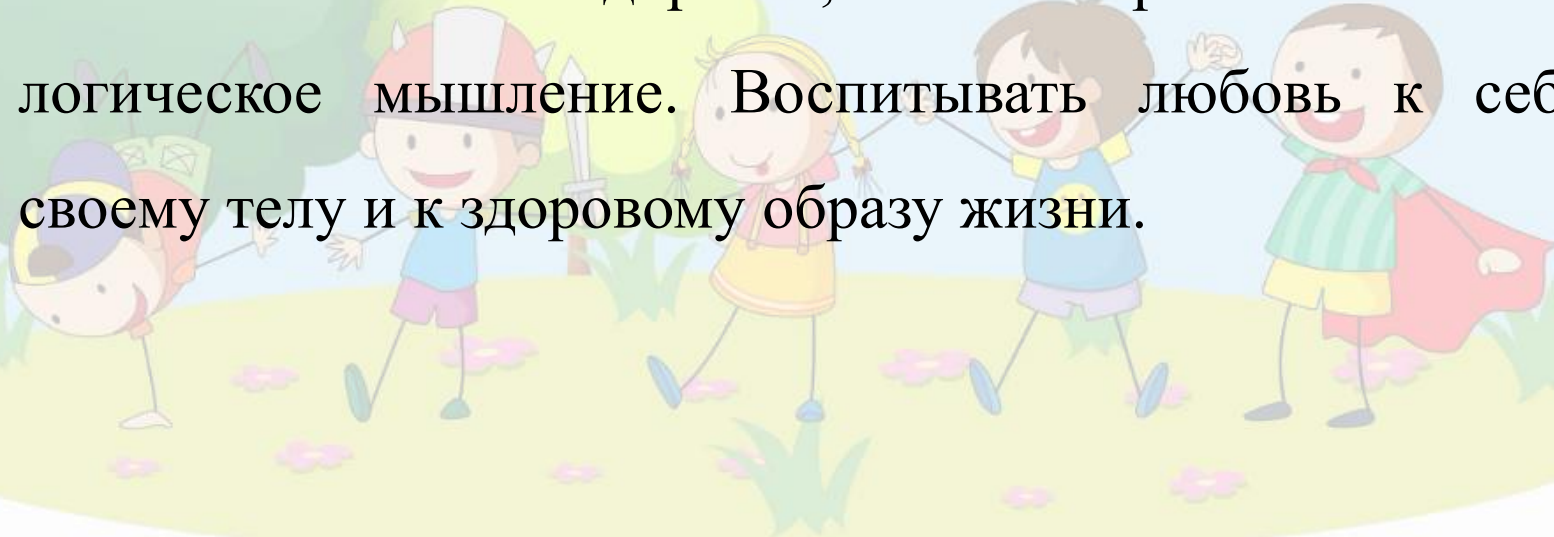 логическое мышление. Воспитывать любовь к
своему телу и к здоровому образу жизни.